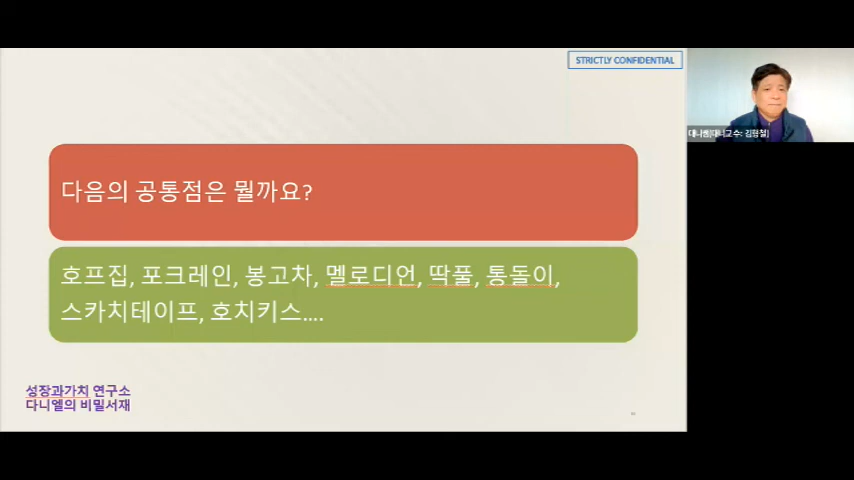 STRICTLY CONFIDENTIAL
다음의 공통점은 뭘까요?
호프집, 포크레인, 봉고차, 멜로디언, 딱풀, 통돌이,
스카치테이프, 호치키스....
성장과가치 연구소
다니엘의 비밀서재